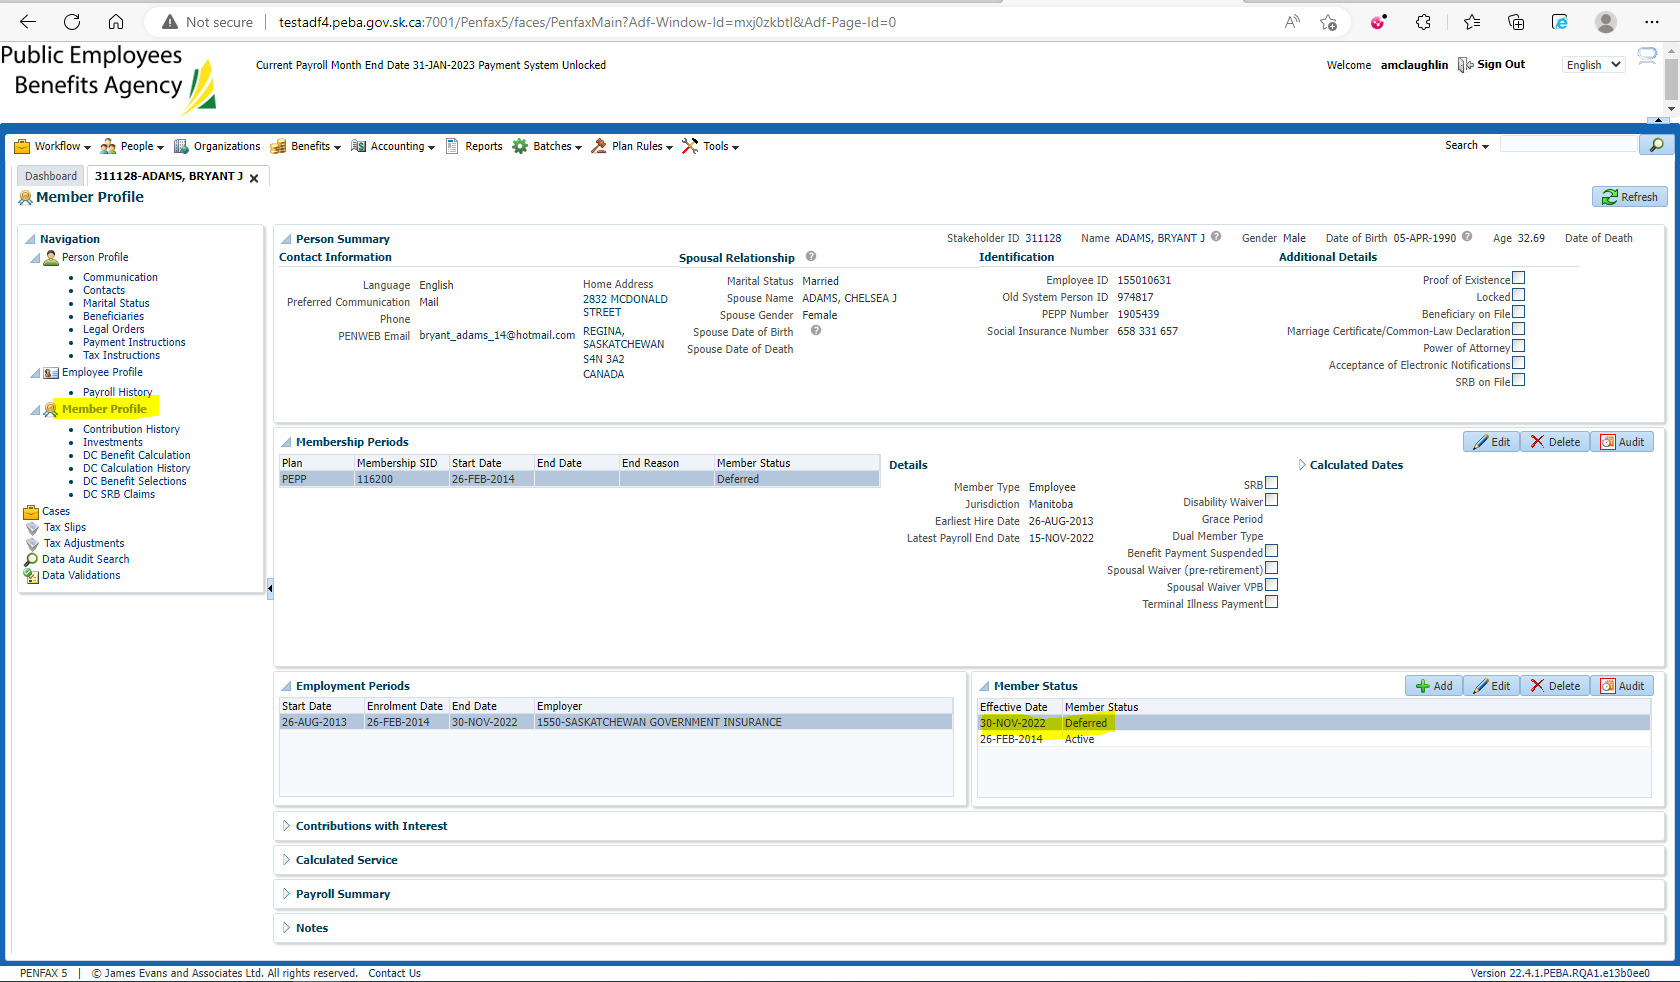 Not secure | testadf4.peba.gov.sk.ca:7001/Penfax5/faces/PenfaxMain?Adf-Window-Id=mxj0zkbtl&Adf-Page-Id=0
Public Employees
Benefits Agency
Current Payroll Month End Date 31-JAN-2023 Payment System Unlocked
Welcome amclaughlin Sign Out English
Workflow People Organizations Benefits Accounting Reports Batches Plan Rules Tools Search
Dashboard 311128-ADAMS, BRYANT J
Member Profile
Refresh
Navigation
Person Profile
Communication
Contacts
Marital Status
Beneficiaries
Legal Orders
Payment Instructions
Tax Instructions
Employee Profile
Payroll History
Member Profile
Contribution History
Investments
DC Benefit Calculation
DC Calculation History
DC Benefit Selections
DC SRB Claims
Cases
Tax Slips
Tax Adjustments
Data Audit Search
Data Validations
Person Summary
Stakeholder ID 311128 Name ADAMS, BRYANT J Gender Male Date of Birth 05-APR-1990 Age 32.69 Date of Death
Contact Information
Language English
Preferred Communication Mail
Phone
PENWEB Email bryant_adams_14@hotmail.com
Home Address
2832 MCDONALD
STREET
REGINA,
SASKATCHEWAN
S4N 3A2
CANADA
Spousal Relationship
Marital Status Married
Spouse Name ADAMS, CHELSEA J
Spouse Gender Female
Spouse Date of Birth
Spouse Date of Death
Identification
Employee ID 155010631
Old System Person ID 974817
PEPP Number 1905439
Social Insurance Number 658 331 657
Additional Details
Proof of Existence
Locked
Beneficiary on File
Marriage Certificate/Common-Law Declaration
Power of Attorney
Acceptance of Electronic Notifications
SRB on File
Membership Periods
Edit Delete Audit
Plan Membership SID Start Date End Date End Reason Member Status
PEPP 116200 26-FEB-2014 Deferred
Details
Member Type Employee
Jurisdiction Manitoba
Earliest Hire Date 26-AUG-2013
Latest Payroll End Date 15-NOV-2022
SRB
Disability Waiver
Grace Period
Dual Member Type
Benefit Payment Suspended
Spousal Waiver (pre-retirement)
Spousal Waiver VPB
Terminal Illness Payment
Calculated Dates
Employment Periods
Start Date Enrolment Date End Date Employer
26-AUG-2013 26-FEB-2014 30-NOV-2022 1550-SASKATCHEWAN GOVERNMENT INSURANCE
Member Status
Add Edit Delete Audit
Effective Date Member Status
30-NOV-2022 Deferred
26-FEB-2014 Active
Contributions with Interest
Calculated Service
Payroll Summary
Notes
PENFAX 5 | © James Evans and Associates Ltd. All rights reserved. Contact Us
Version 22.4.1.PEBA.RQA1.e13b0ee0